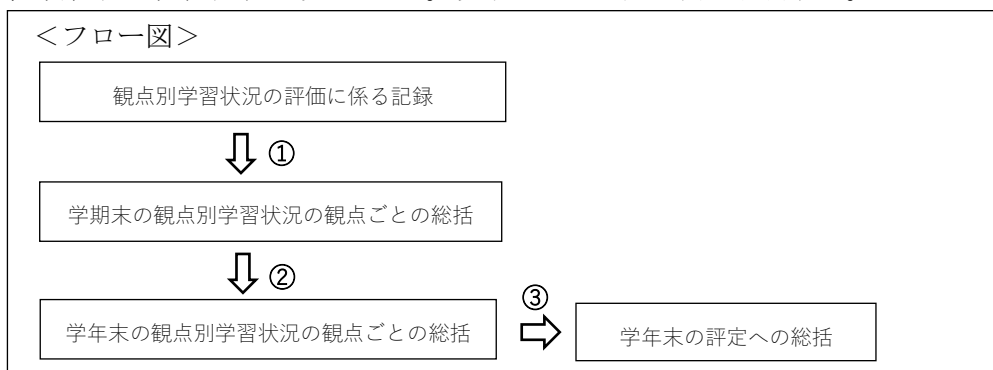 ＜フロー図＞
観点別学習状況の評価に係る記録
①
学期末の観点別学習状況の観点ごとの総括
②
学年末の観点別学習状況の観点ごとの総括
③
学年末の評定への総括